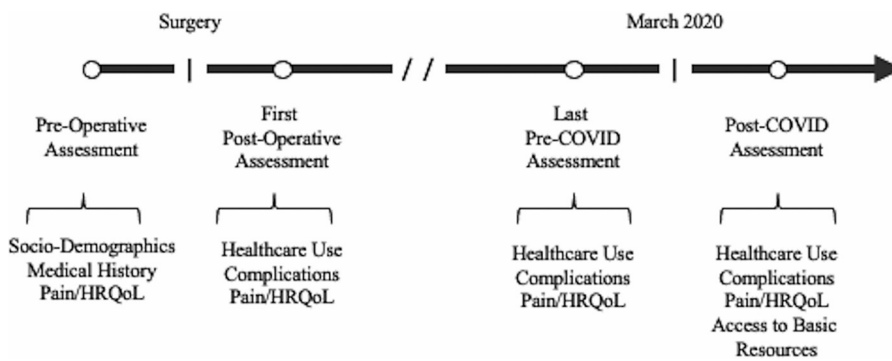 Surgery
March 2020
Pre-Operative
Assessment
First
Post-Operative
Assessment
Last
Pre-COVID
Assessment
Post-COVID
Assessment
Socio-Demographics
Medical History
Pain/HRQoL
Healthcare Use
Complications
Pain/HRQoL
Healthcare Use
Complications
Pain/HRQoL
Healthcare Use
Complications
Pain/HRQoL
Access to Basic
Resources